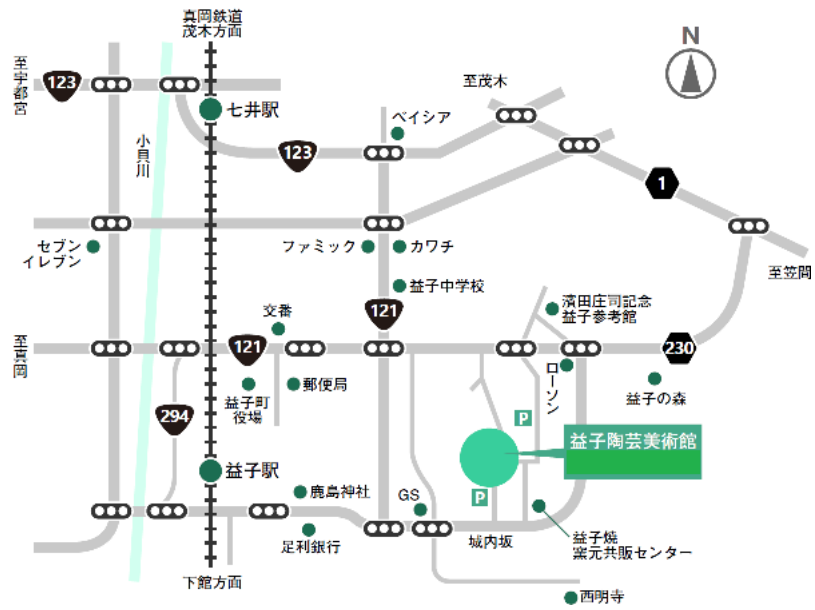 真岡鉄道
茂木方面
N
至宇都宮
123
七井駅
至茂木
ベイシア
小貝川
123
1
セブン
イレブン
ファミック
カワチ
至笠間
益子中学校
濱田庄司記念
益子参考館
交番
121
121
至真岡
230
ローソン
益子町
役場
郵便局
益子の森
294
P
益子陶芸美術館
益子駅
鹿島神社
GS
P
足利銀行
城内坂
益子焼
窯元共販センター
下館方面
西明寺